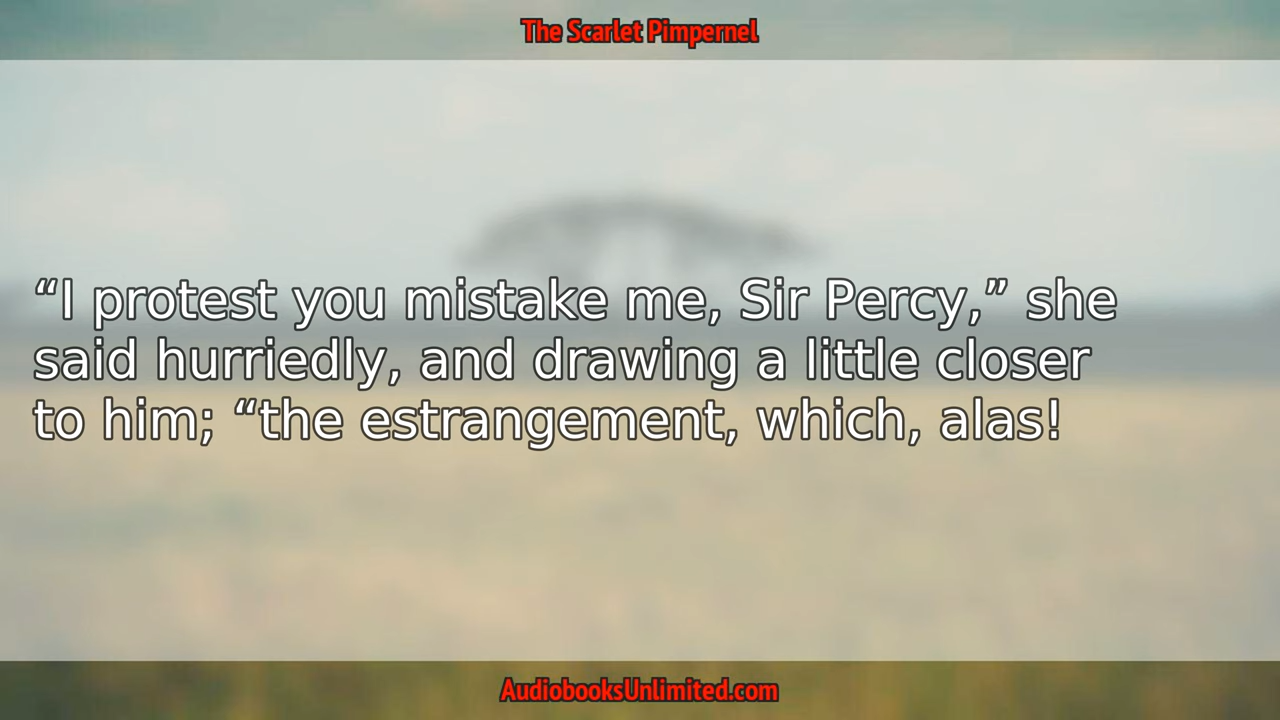 The Scarlet Pimpernel
“I protest you mistake me, Sir Percy,” she
said hurriedly, and drawing a little closer
to him; “the estrangement, which, alas!
AudiobooksUnlimited.com